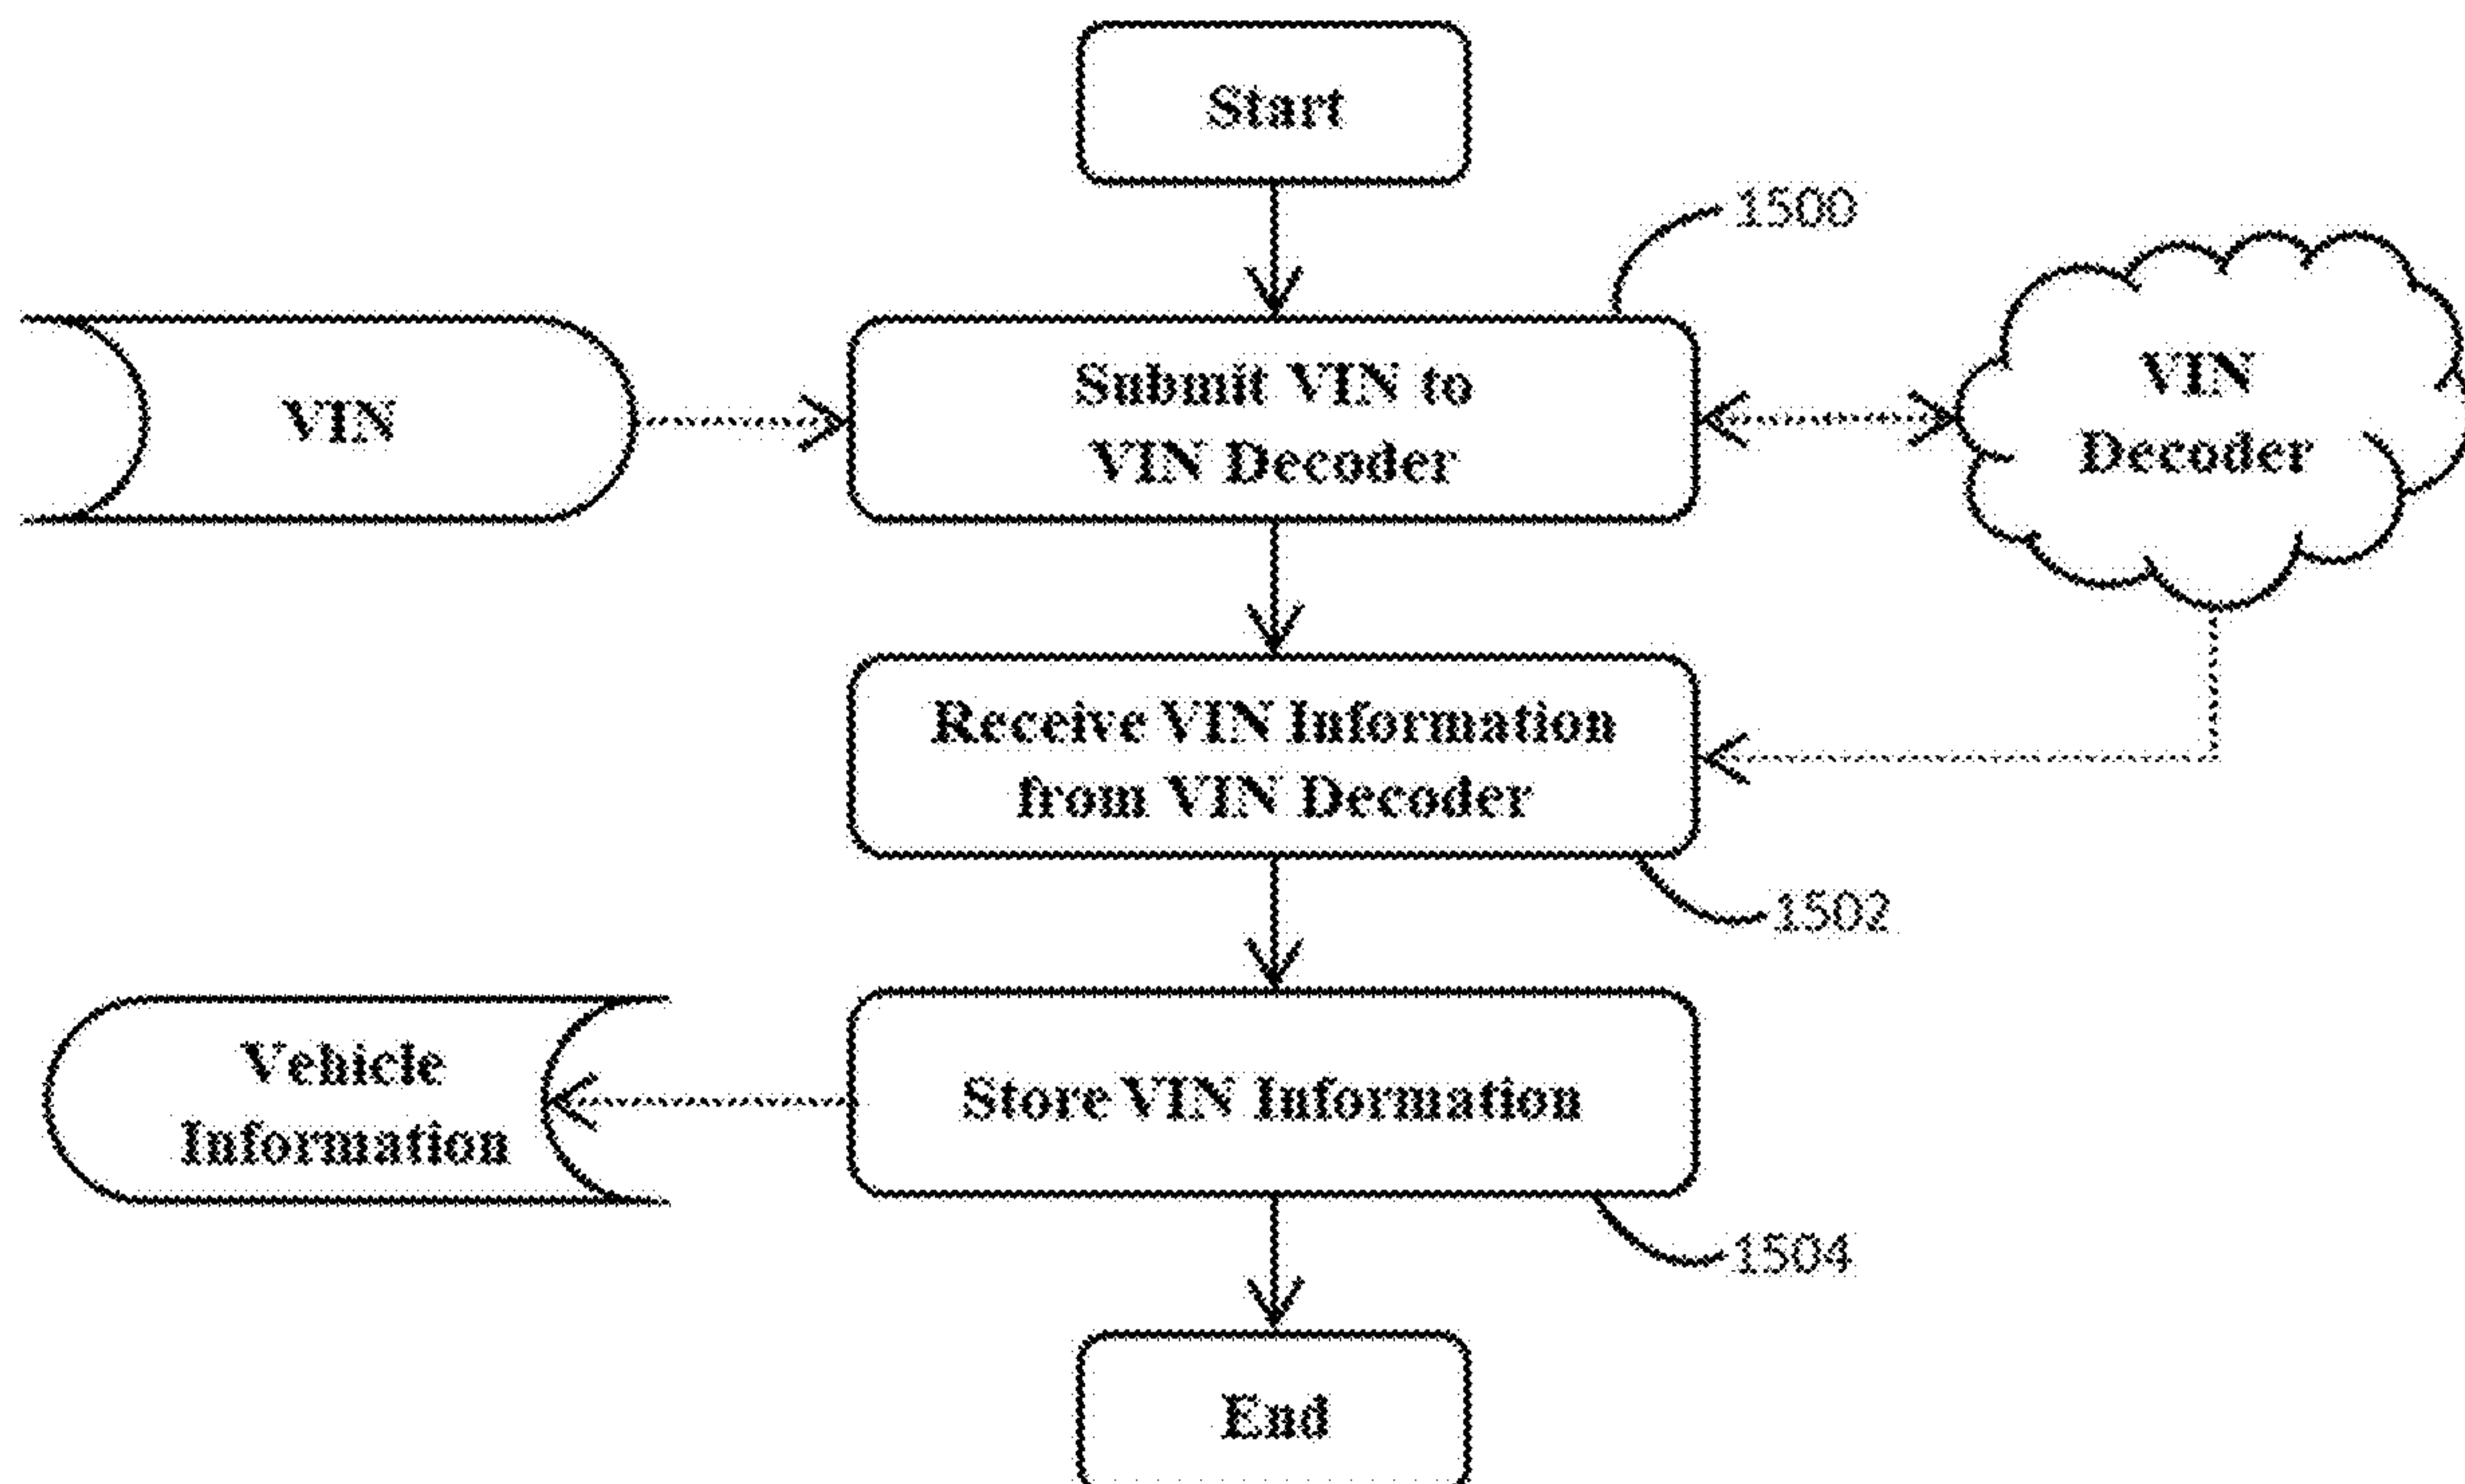 Start
1500
VIN
Submit VIN to
VIN Decoder
VIN
Decoder
Receive VIN Information
from VIN Decoder
1502
Vehicle
Information
Store VIN Information
1504
End